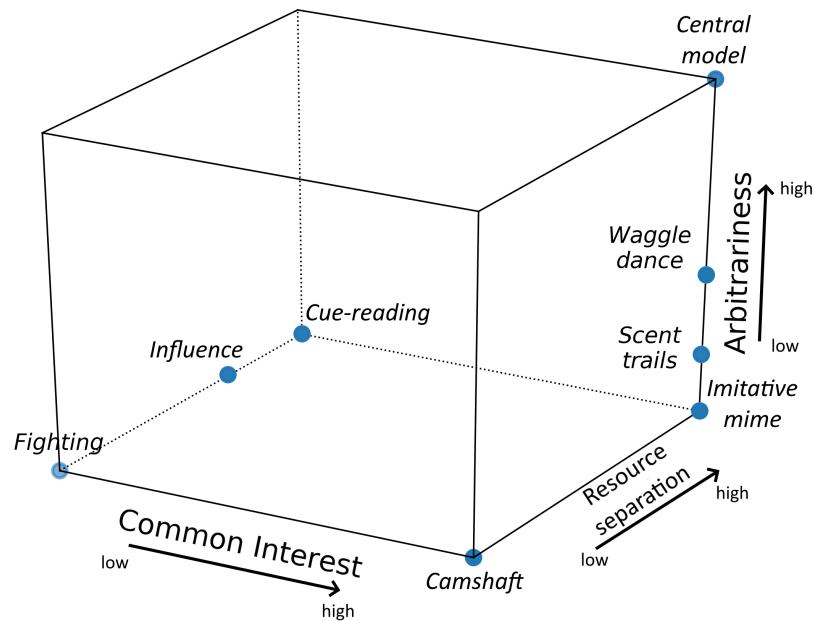 Central
model
high
Waggle
dance
Arbitrariness
Cue-reading
Scent
trails
low
Influence
Imitative
mime
Fighting
Resource
separation
high
Common Interest
low
low
Camshaft
high